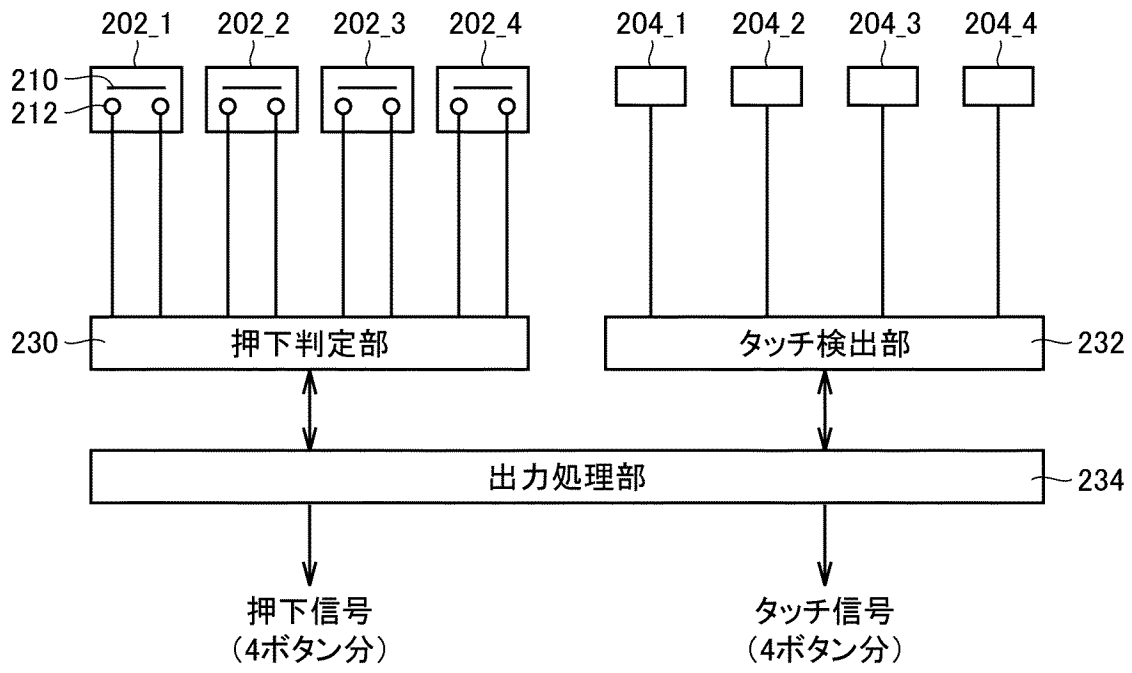 202_1 202_2 202_3 202_4 204_1 204_2 204_3 204_4
210
212
230 押下判定部 タッチ検出部 232
出力処理部 234
押下信号 タッチ信号
(4ボタン分) (4ボタン分)